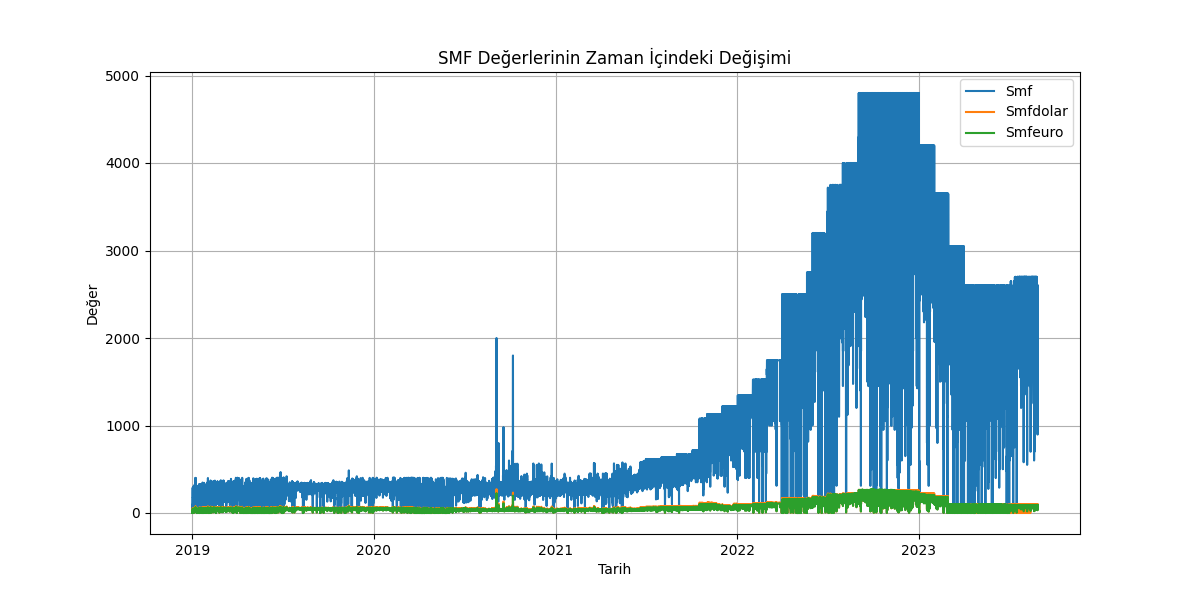 SMF Değerlerinin Zaman İçindeki Değişimi
5000
4000
3000
2000
1000
0
Değer
2019
2020
2021
2022
2023
Tarih
Smf
Smfdolar
Smfeuro